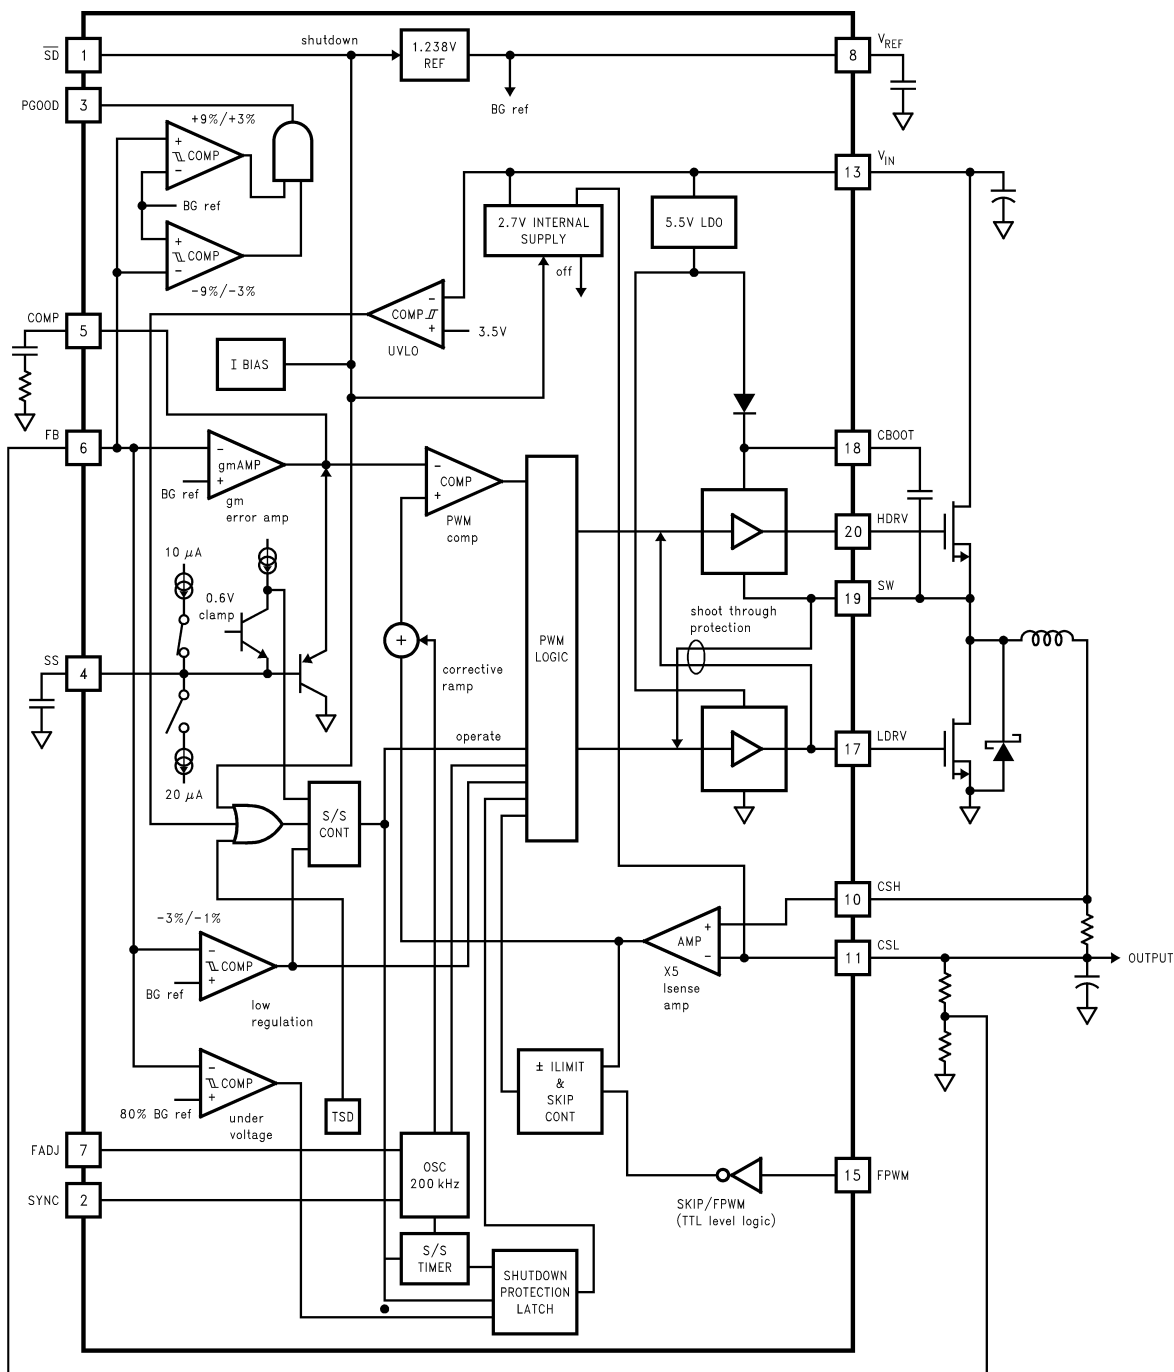 SD
1
shutdown
1.238V
REF
BG ref
8
VREF
PGOOD
3
+9%/+3%
+
COMP
−
BG ref
+
COMP
−
−9%/−3%
13
VIN
2.7V INTERNAL
SUPPLY
off
5.5V LDO
COMP
−
+
3.5V
UVLO
COMP
5
I BIAS
FB
6
−
gmAMP
+
BG ref
gm
error amp
−
COMP
+
PWM
comp
18
CBOOT
20
HDRV
19
SW
10 µA
0.6V
clamp
SS
4
20 µA
+
corrective
ramp
PWM
LOGIC
shoot through
protection
operate
17
LDRV
S/S
CONT
10
CSH
−3%/−1%
−
COMP
+
BG ref
low
regulation
AMP
+
−
X5
Isense
amp
11
CSL
OUTPUT
−
COMP
+
80% BG ref
under
voltage
TSD
± ILIMIT
&
SKIP
CONT
FADJ
7
SYNC
2
OSC
200 kHz
15
FPWM
SKIP/FPWM
(TTL level logic)
S/S
TIMER
SHUTDOWN
PROTECTION
LATCH